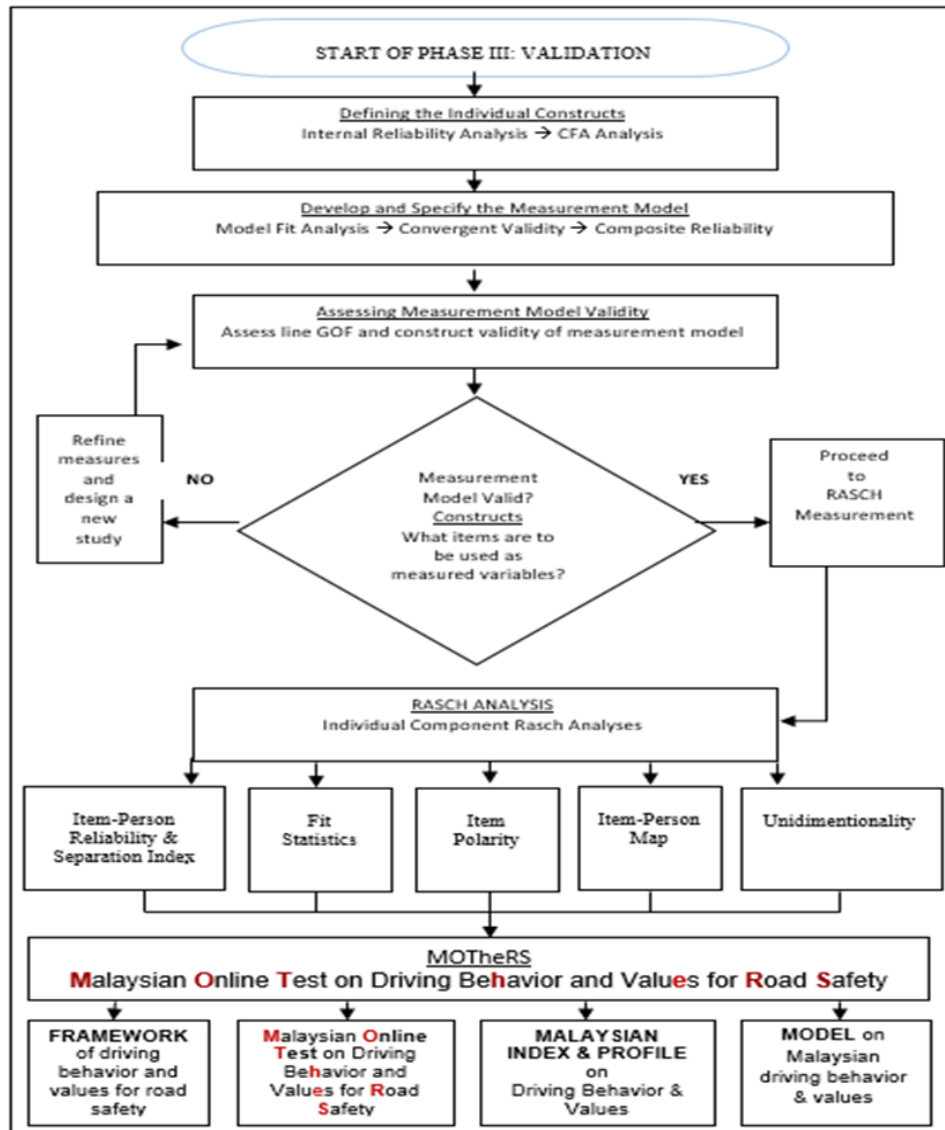 START OF PHASE III: VALIDATION
Defining the Individual Constructs
Internal Reliability Analysis → CFA Analysis
Develop and Specify the Measurement Model
Model Fit Analysis → Convergent Validity → Composite Reliability
Assessing Measurement Model Validity
Assess line GOF and construct validity of measurement model
Refine
measures
and
design a
new
study
NO
Measurement
Model Valid?
Constructs
What items are to
be used as
measured variables?
YES
Proceed
to
RASCH
Measurement
RASCH ANALYSIS
Individual Component Rasch Analyses
Item-Person
Reliability &
Separation Index
Fit
Statistics
Item
Polarity
Item-Person
Map
Unidimentionality
MOTheRS
Malaysian Online Test on Driving Behavior and Values for Road Safety
FRAMEWORK
of driving
behavior and
values for road
safety
Malaysian Online
Test on Driving
Behavior and
Values for Road
Safety
MALAYSIAN
INDEX & PROFILE
on
Driving Behavior &
Values
MODEL on
Malaysian
driving behavior
& values